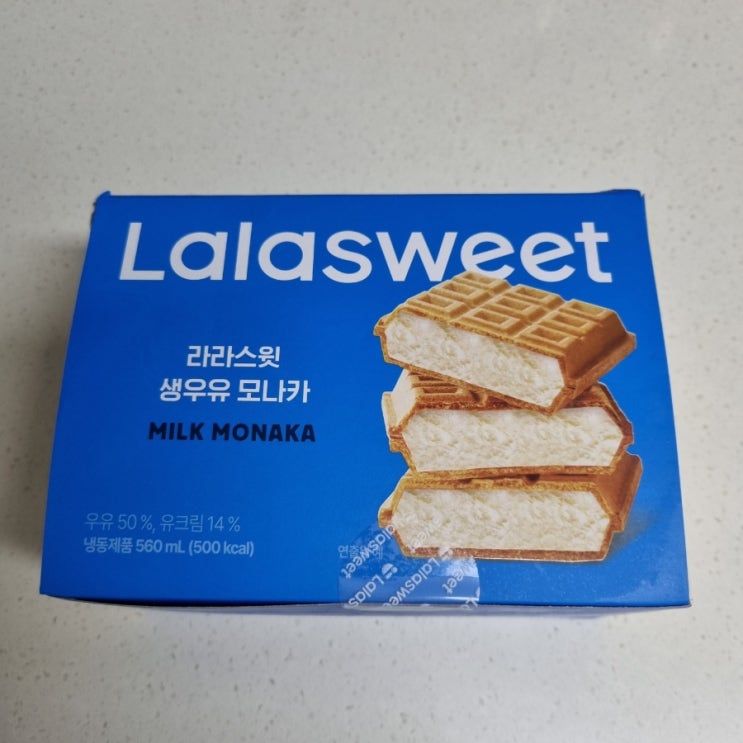 Lalasweet
라라스윗
생우유 모나카
MILK MONAKA
우유 50 %, 유크림 14 %
냉동제품 560 mL (500 kcal)
Lalasweet
Lalasweet